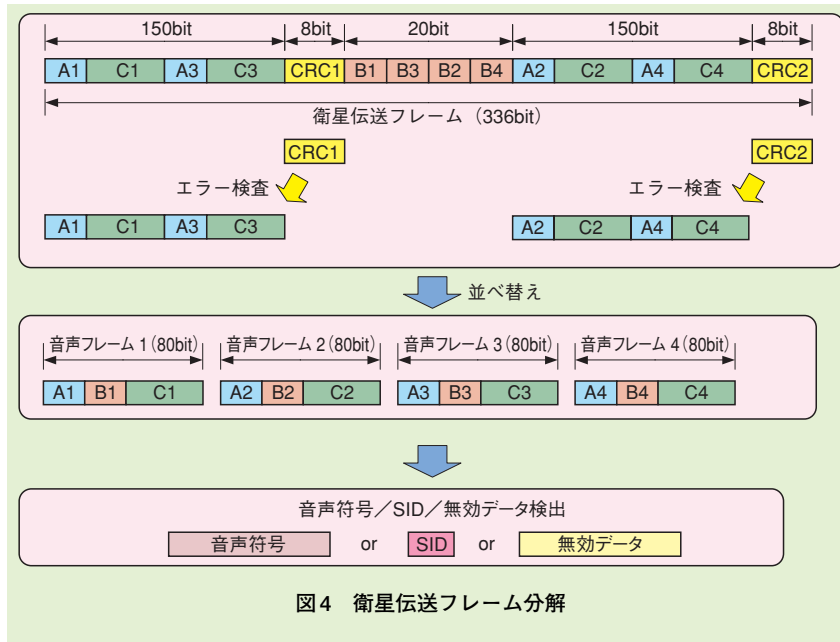 150bit 8bit 20bit 150bit 8bit
A1 C1 A3 C3 CRC1 B1 B3 B2 B4 A2 C2 A4 C4 CRC2
衛星伝送フレーム（336bit）
CRC1 CRC2
エラー検査 エラー検査
A1 C1 A3 C3 A2 C2 A4 C4
並べ替え
音声フレーム 1（80bit） 音声フレーム 2（80bit） 音声フレーム 3（80bit） 音声フレーム 4（80bit）
A1 B1 C1 A2 B2 C2 A3 B3 C3 A4 B4 C4
音声符号／SID／無効データ検出
音声符号 or SID or 無効データ
図4 衛星伝送フレーム分解